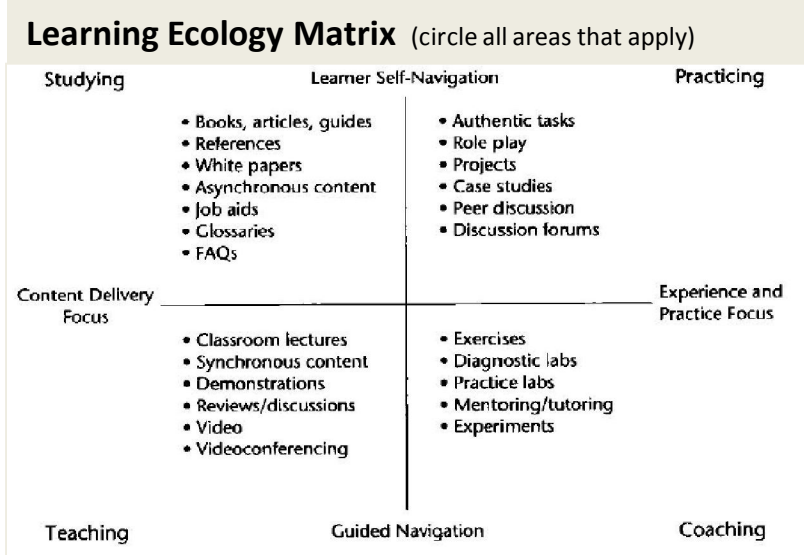 Learning Ecology Matrix (circle all areas that apply)
Studying
Learner Self-Navigation
Practicing
• Books, articles, guides
• References
• White papers
• Asynchronous content
• Job aids
• Glossaries
• FAQs
• Authentic tasks
• Role play
• Projects
• Case studies
• Peer discussion
• Discussion forums
Content Delivery
Focus
Experience and
Practice Focus
• Classroom lectures
• Synchronous content
• Demonstrations
• Reviews/discussions
• Video
• Videoconferencing
• Exercises
• Diagnostic labs
• Practice labs
• Mentoring/tutoring
• Experiments
Teaching
Guided Navigation
Coaching